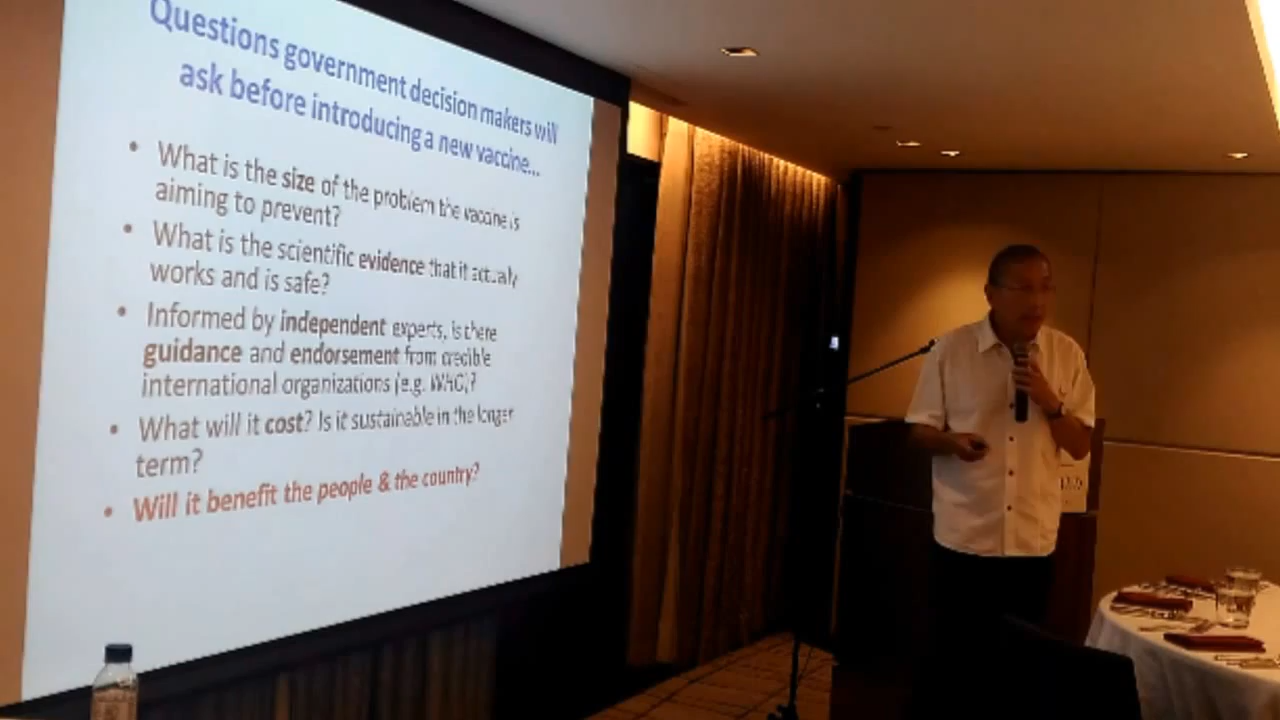 Questions government decision makers will
ask before introducing a new vaccine...
• What is the size of the problem the vaccine is
aiming to prevent?
• What is the scientific evidence that it actually
works and is safe?
• Informed by independent experts, is there
guidance and endorsement from credible
international organizations (e.g. WHO)?
• What will it cost? Is it sustainable in the longer
term?
• Will it benefit the people & the country?